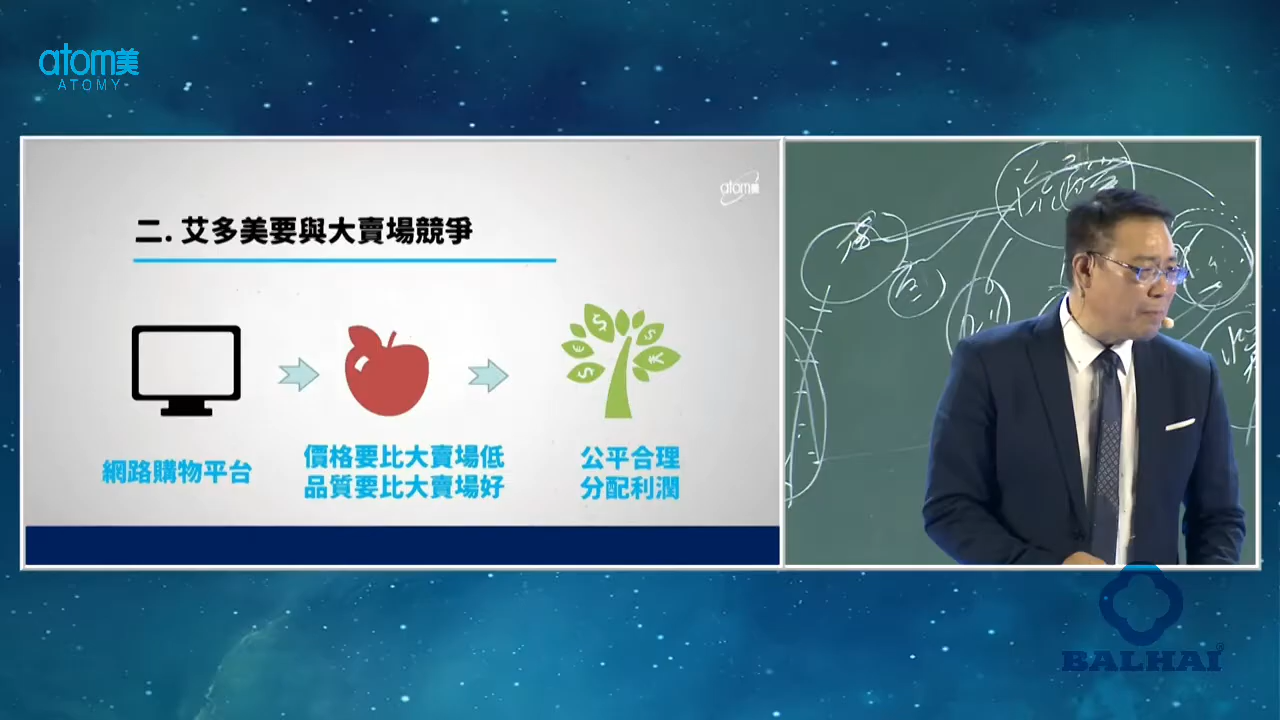 atom美
ATOMY
atom美
二. 艾多美要與大賣場競爭
網路購物平台
價格要比大賣場低
品質要比大賣場好
公平合理
分配利潤
BALHAI